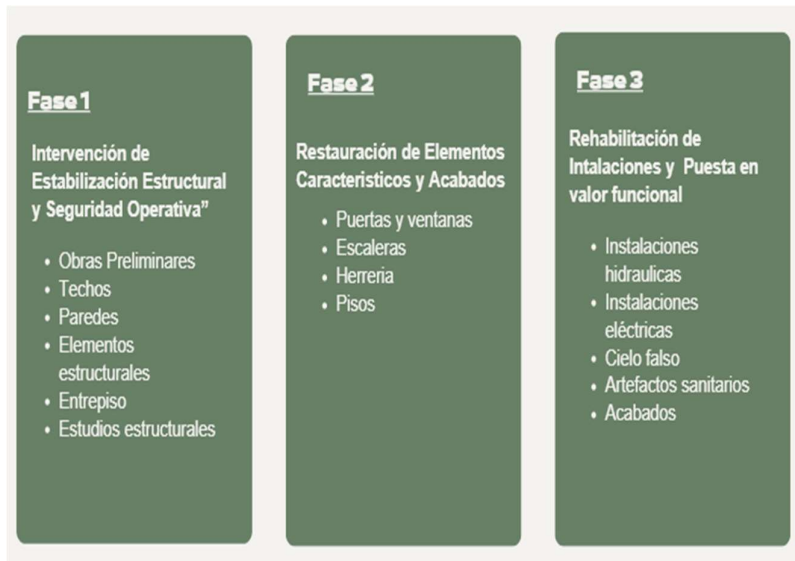 Fase 1
Intervención de
Estabilización Estructural
y Seguridad Operativa”
• Obras Preliminares
• Techos
• Paredes
• Elementos
estructurales
• Entrepiso
• Estudios estructurales
Fase 2
Restauración de Elementos
Caracteristicos y Acabados
• Puertas y ventanas
• Escaleras
• Herreria
• Pisos
Fase 3
Rehabilitación de
Intalaciones y Puesta en
valor funcional
• Instalaciones
hidraulicas
• Instalaciones
eléctricas
• Cielo falso
• Artefactos sanitarios
• Acabados